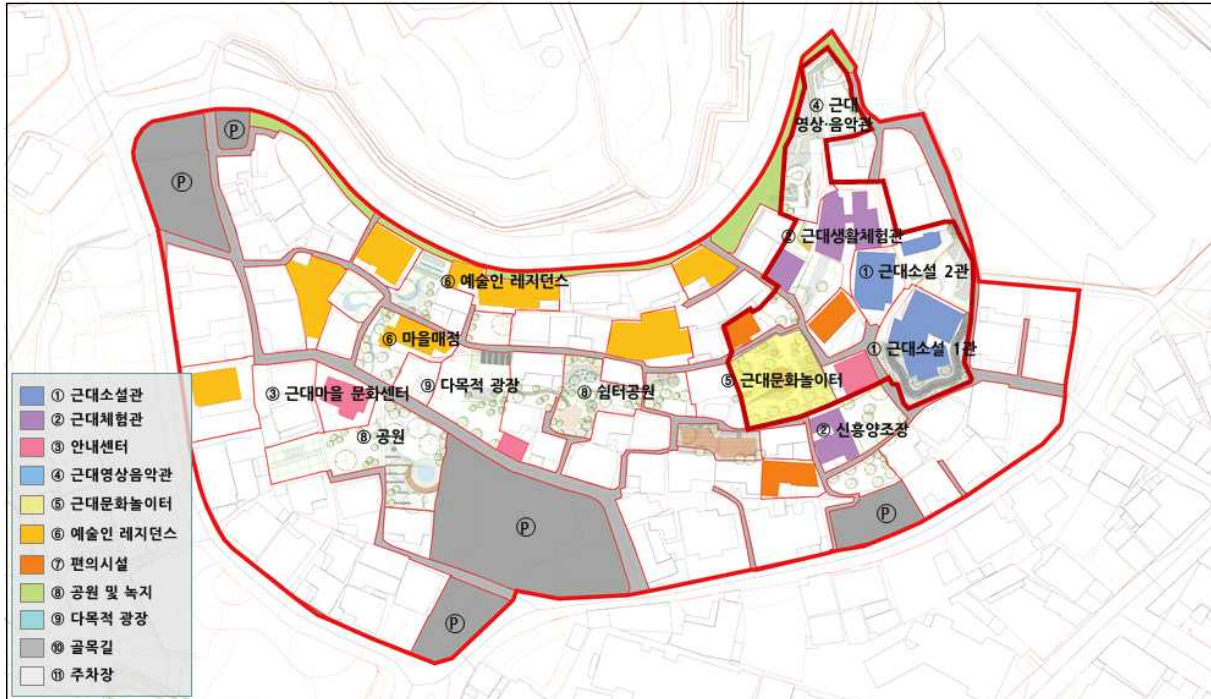 ④ 근대
영상·음악관
Ⓟ
Ⓟ
② 근대생활체험관
① 근대소설 2관
⑥ 예술인 레지던스
⑥ 마을매점
① 근대소설 1관
③ 근대마을 문화센터
⑨ 다목적 광장
⑧ 쉼터공원
⑤ 근대문화놀이터
⑧ 공원
② 신흥양조장
Ⓟ
Ⓟ
Ⓟ
① 근대소설관
② 근대체험관
③ 안내센터
④ 근대영상음악관
⑤ 근대문화놀이터
⑥ 예술인 레지던스
⑦ 편의시설
⑧ 공원 및 녹지
⑨ 다목적 광장
⑩ 골목길
⑪ 주차장